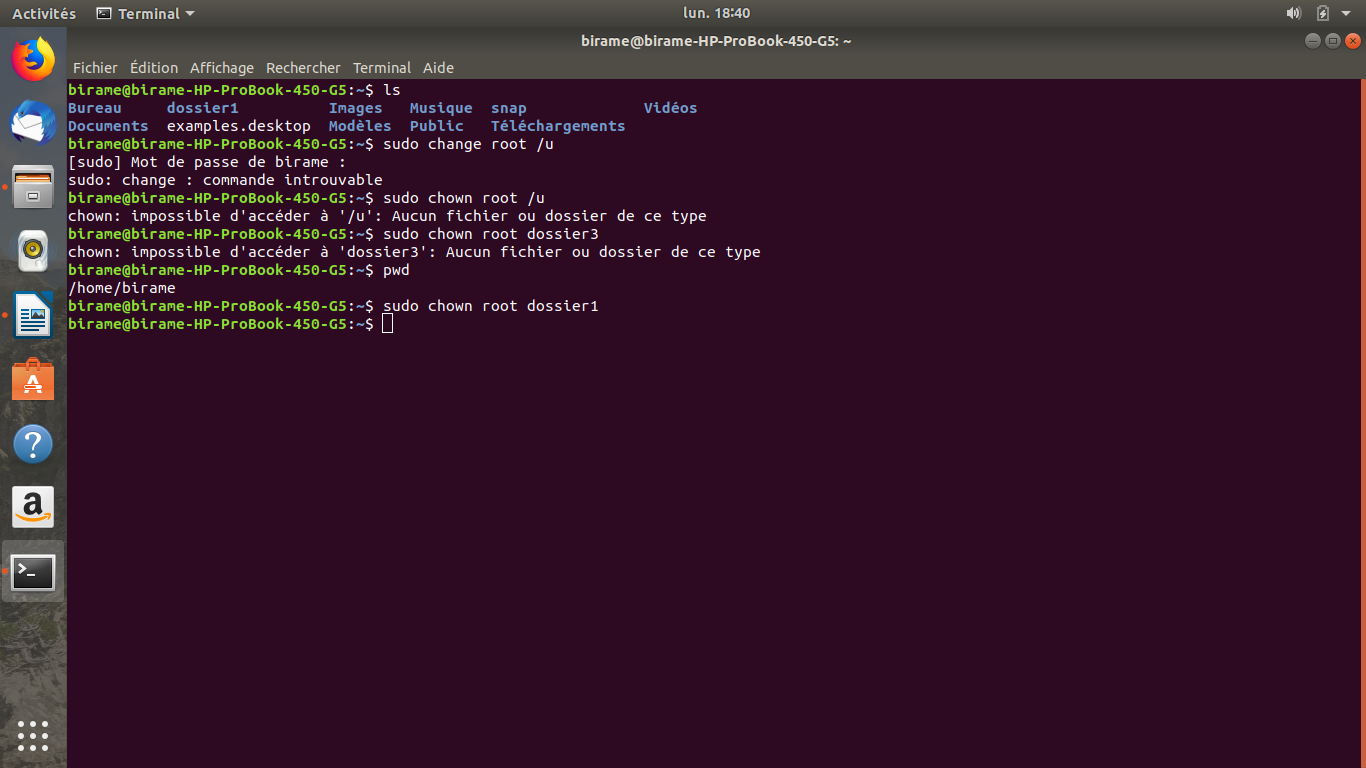 Activités Terminal lun. 18:40
birame@birame-HP-ProBook-450-G5: ~
Fichier Édition Affichage Rechercher Terminal Aide
birame@birame-HP-ProBook-450-G5:~$ ls
Bureau dossier1 Images Musique snap Vidéos
Documents examples.desktop Modèles Public Téléchargements
birame@birame-HP-ProBook-450-G5:~$ sudo change root /u
[sudo] Mot de passe de birame :
sudo: change : commande introuvable
birame@birame-HP-ProBook-450-G5:~$ sudo chown root /u
chown: impossible d'accéder à '/u': Aucun fichier ou dossier de ce type
birame@birame-HP-ProBook-450-G5:~$ sudo chown root dossier3
chown: impossible d'accéder à 'dossier3': Aucun fichier ou dossier de ce type
birame@birame-HP-ProBook-450-G5:~$ pwd
/home/birame
birame@birame-HP-ProBook-450-G5:~$ sudo chown root dossier1
birame@birame-HP-ProBook-450-G5:~$